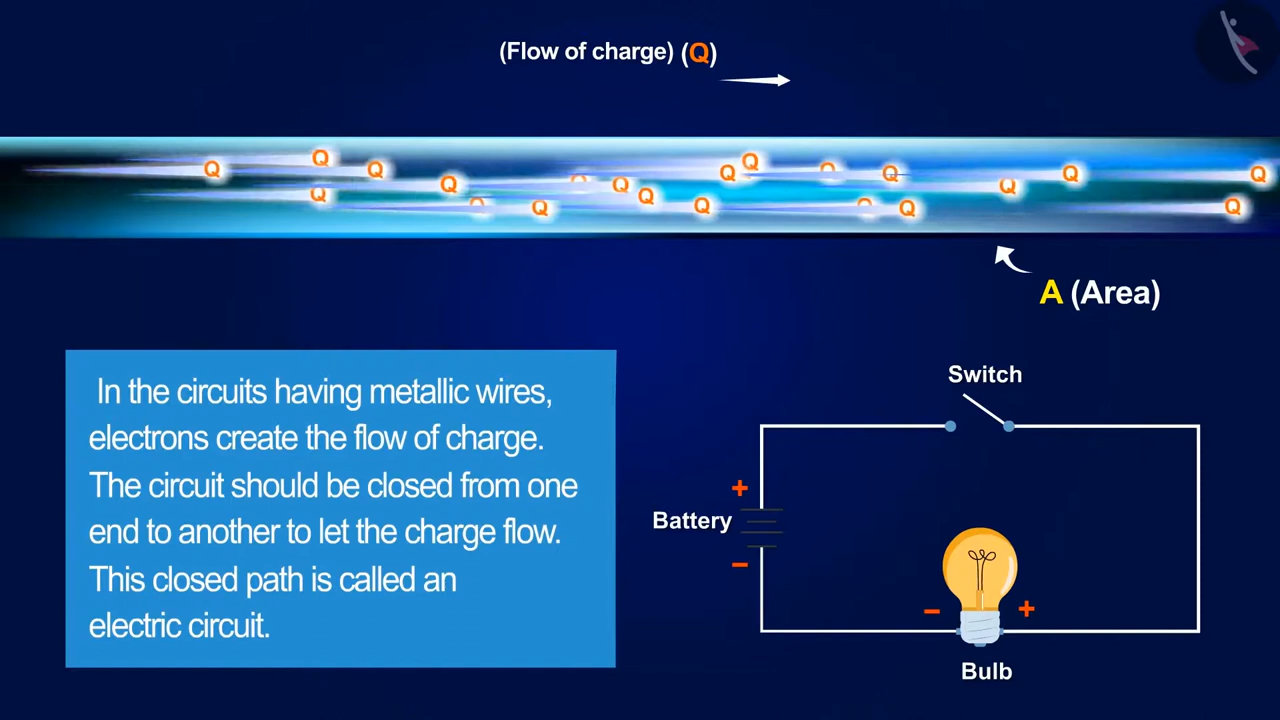 (Flow of charge) (Q)
Q Q Q Q Q Q Q Q Q Q Q Q Q Q Q Q Q Q
A (Area)
In the circuits having metallic wires,
electrons create the flow of charge.
The circuit should be closed from one
end to another to let the charge flow.
This closed path is called an
electric circuit.
Switch
+
Battery
−
− +
Bulb